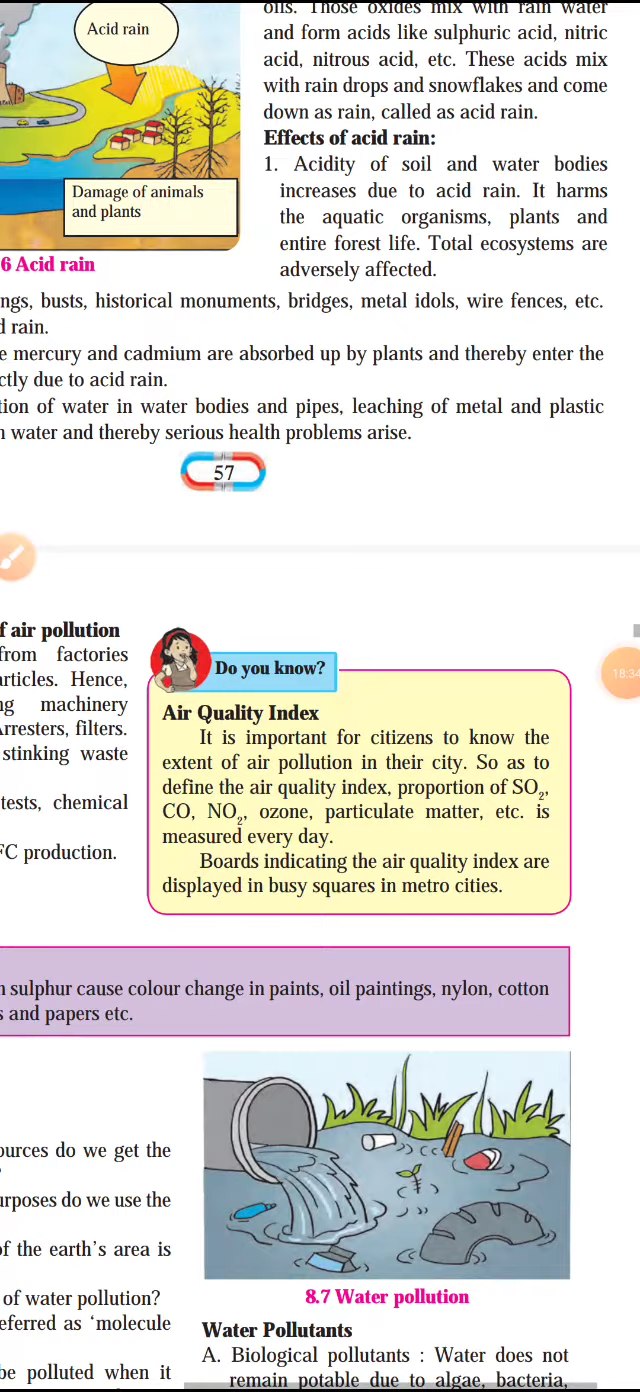 Acid rain
Damage of animals
and plants
6 Acid rain
oils. Those oxides mix with rain water
and form acids like sulphuric acid, nitric
acid, nitrous acid, etc. These acids mix
with rain drops and snowflakes and come
down as rain, called as acid rain.
Effects of acid rain:
1. Acidity of soil and water bodies
increases due to acid rain. It harms
the aquatic organisms, plants and
entire forest life. Total ecosystems are
adversely affected.
ngs, busts, historical monuments, bridges, metal idols, wire fences, etc.
d rain.
e mercury and cadmium are absorbed up by plants and thereby enter the
ctly due to acid rain.
tion of water in water bodies and pipes, leaching of metal and plastic
n water and thereby serious health problems arise.
57
f air pollution
from factories
articles. Hence,
ng machinery
rresters, filters.
stinking waste
tests, chemical
FC production.
18:34
Do you know?
Air Quality Index
It is important for citizens to know the
extent of air pollution in their city. So as to
define the air quality index, proportion of SO₂,
CO, NO₂, ozone, particulate matter, etc. is
measured every day.
Boards indicating the air quality index are
displayed in busy squares in metro cities.
n sulphur cause colour change in paints, oil paintings, nylon, cotton
s and papers etc.
ources do we get the
urposes do we use the
of the earth's area is
of water pollution?
eferred as ‘molecule
be polluted when it
8.7 Water pollution
Water Pollutants
A. Biological pollutants : Water does not
remain potable due to algae, bacteria,